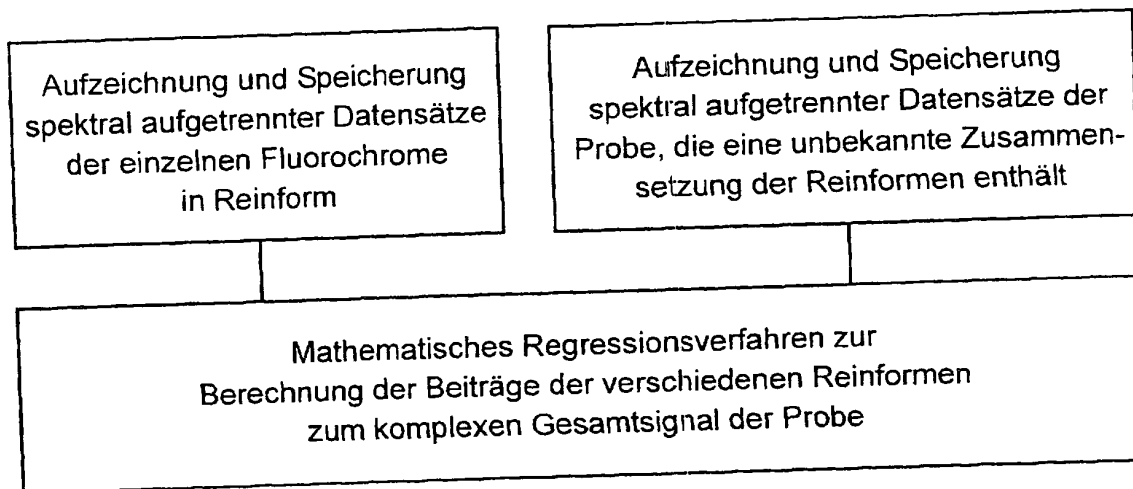 Aufzeichnung und Speicherung
spektral aufgetrennter Datensätze
der einzelnen Fluorochrome
in Reinform
Aufzeichnung und Speicherung
spektral aufgetrennter Datensätze der
Probe, die eine unbekannte Zusammen-
setzung der Reinformen enthält
Mathematisches Regressionsverfahren zur
Berechnung der Beiträge der verschiedenen Reinformen
zum komplexen Gesamtsignal der Probe